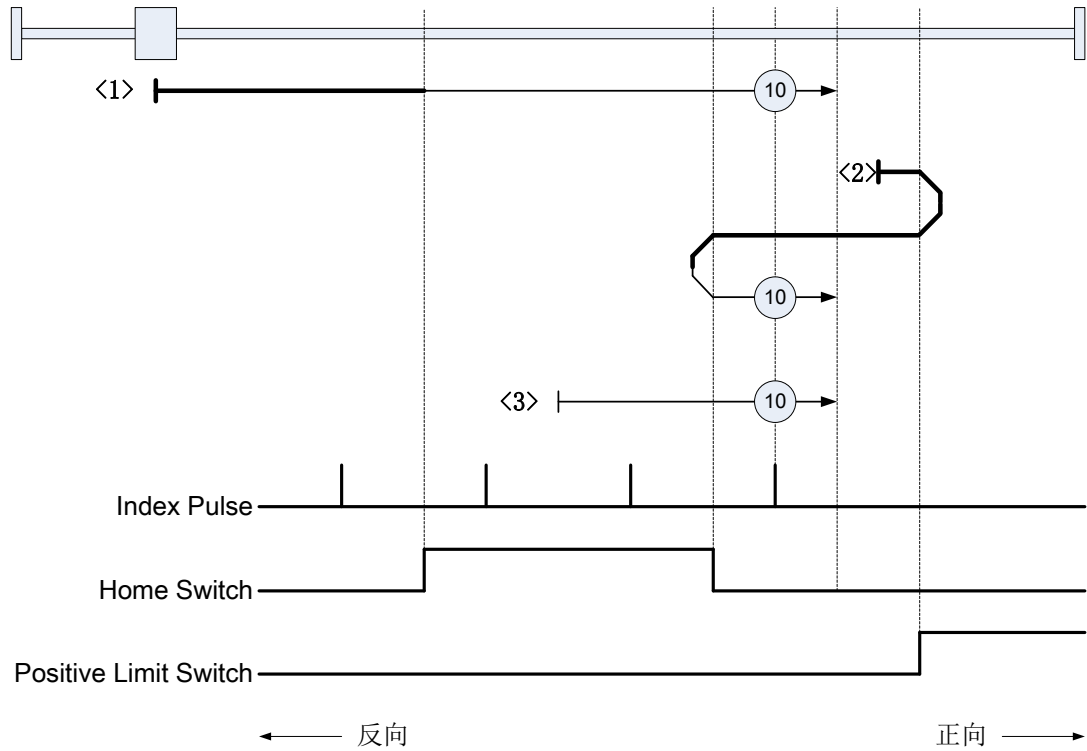 <1>
10
<2>
10
<3>
10
Index Pulse
Home Switch
Positive Limit Switch
反向
正向